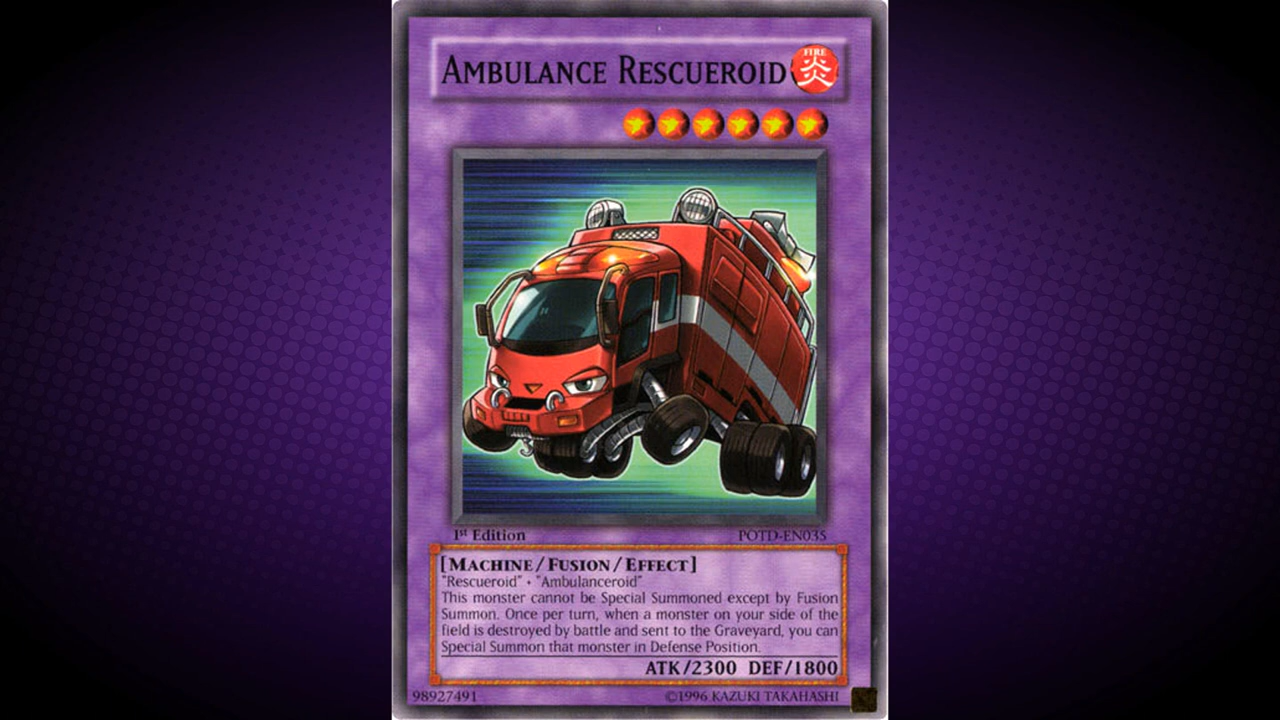 AMBULANCE RESCUEROID
FIRE
炎
1st Edition
POTD-EN035
[MACHINE/FUSION/EFFECT]
"Rescueroid" • "Ambulanceroid"
This monster cannot be Special Summoned except by Fusion
Summon. Once per turn, when a monster on your side of the
field is destroyed by battle and sent to the Graveyard, you can
Special Summon that monster in Defense Position.
ATK/2300 DEF/1800
98927491
©1996 KAZUKI TAKAHASHI